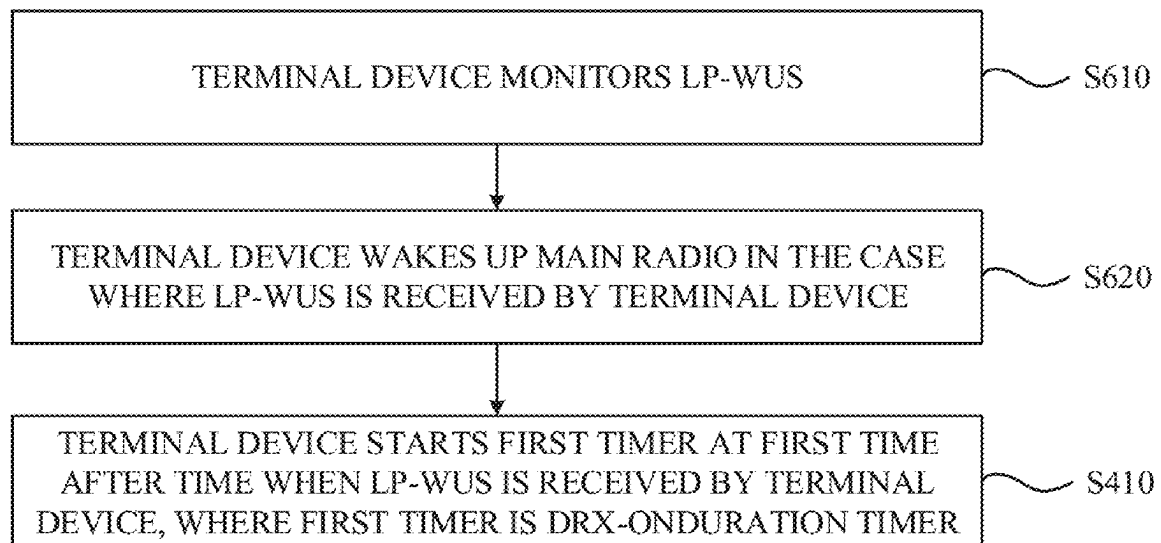 TERMINAL DEVICE MONITORS LP-WUS
S610
TERMINAL DEVICE WAKES UP MAIN RADIO IN THE CASE
WHERE LP-WUS IS RECEIVED BY TERMINAL DEVICE
S620
TERMINAL DEVICE STARTS FIRST TIMER AT FIRST TIME
AFTER TIME WHEN LP-WUS IS RECEIVED BY TERMINAL
DEVICE, WHERE FIRST TIMER IS DRX-ONDURATION TIMER
S410